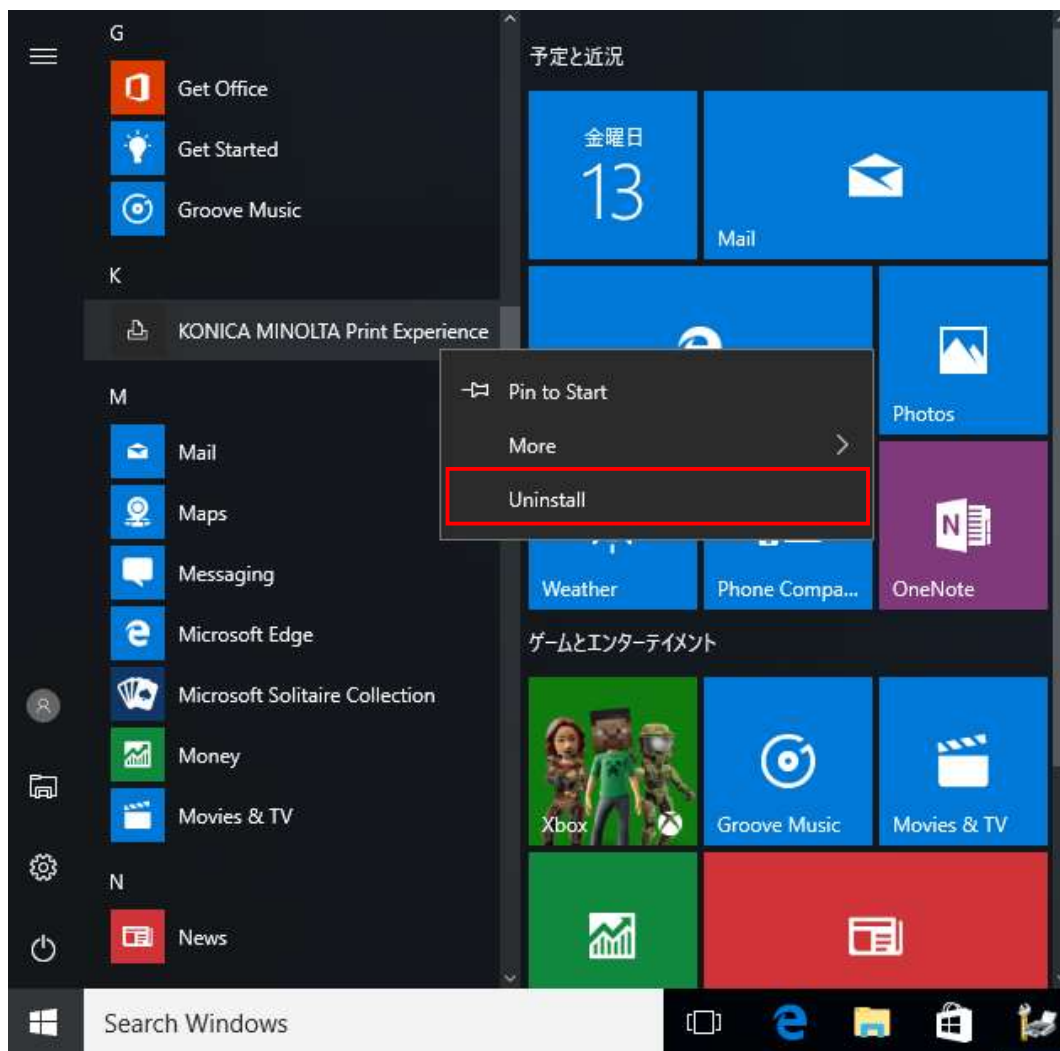 G
Get Office
Get Started
Groove Music
K
KONICA MINOLTA Print Experience
M
Mail
Maps
Messaging
Microsoft Edge
Microsoft Solitaire Collection
Money
Movies & TV
N
News
予定と近況
金曜日
13
Mail
Photos
Pin to Start
More
Uninstall
Weather
Phone Compa...
OneNote
ゲームとエンターテイメント
Xbox
Groove Music
Movies & TV
Search Windows